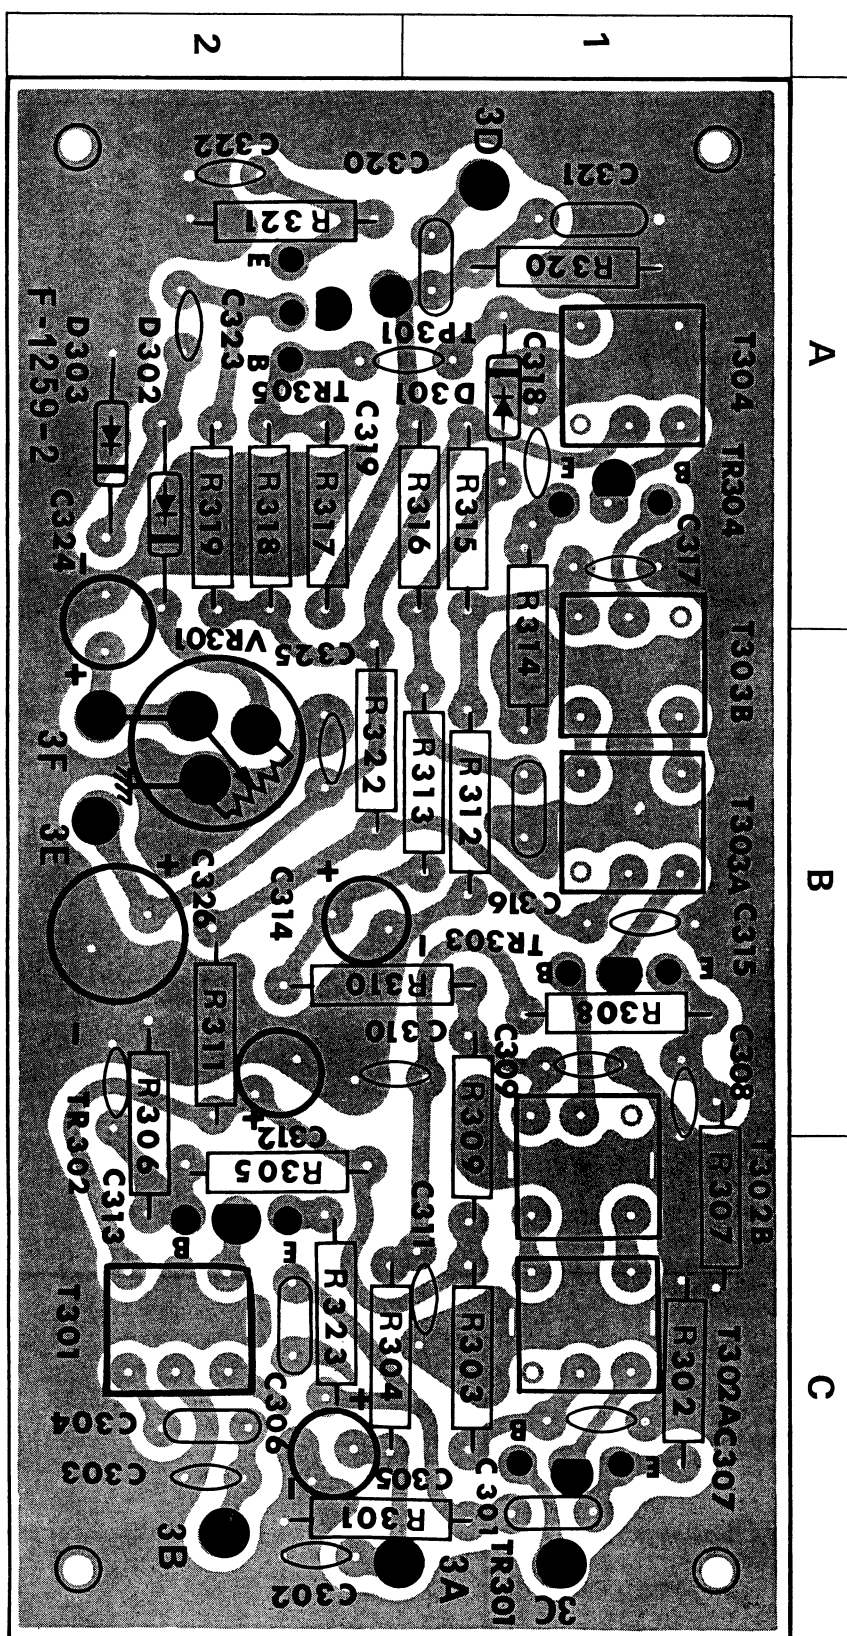 2
1
A
B
C
3D
C322
C320
C321
R321
R320
E
F-1259-2
D303
D302
C323
B
TR305
TP301
D301
C318
T304
C319
C324
R319
R318
R317
R316
R315
E
B
TR304
C317
-
R314
VR301
C325
T303B
+
3F
R322
R313
R312
3E
T303A
+
C326
C314
+
C316
-
TR303
B
E
C315
R310
R308
R311
C310
C309
C308
-
R306
TR302
+
C312
R309
R305
R307
T302B
C313
C311
B
E
T301
R323
R304
R303
R302
T302A
C304
C306
+
B
E
C307
C303
-
C305
C301
R301
3B
C302
3A
TR301
3C